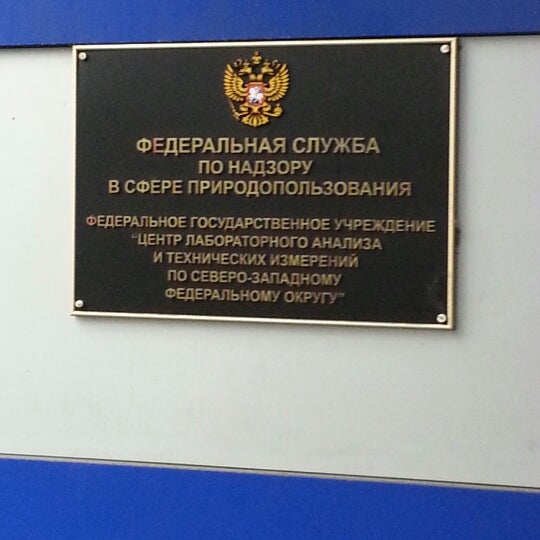 ФЕДЕРАЛЬНАЯ СЛУЖБА
ПО НАДЗОРУ
В СФЕРЕ ПРИРОДОПОЛЬЗОВАНИЯ
ФЕДЕРАЛЬНОЕ ГОСУДАРСТВЕННОЕ УЧРЕЖДЕНИЕ
"ЦЕНТР ЛАБОРАТОРНОГО АНАЛИЗА
И ТЕХНИЧЕСКИХ ИЗМЕРЕНИЙ
ПО СЕВЕРО-ЗАПАДНОМУ
ФЕДЕРАЛЬНОМУ ОКРУГУ"